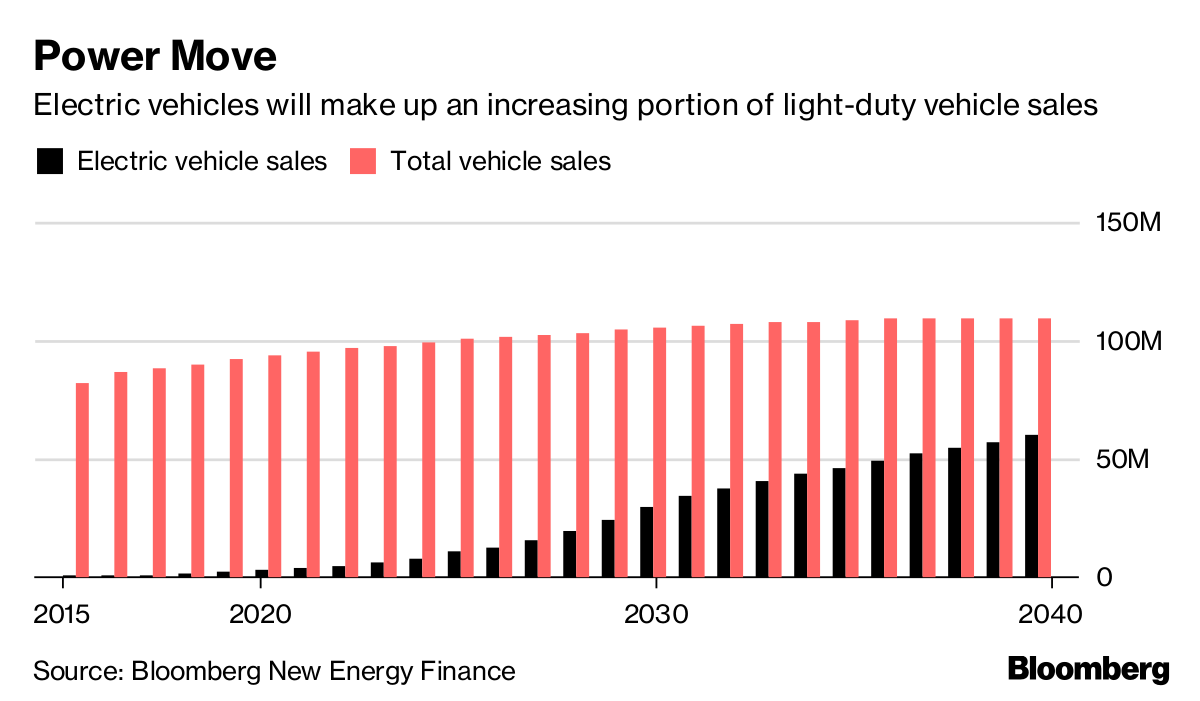 Power Move
Electric vehicles will make up an increasing portion of light-duty vehicle sales
Electric vehicle sales Total vehicle sales
150M
100M
50M
0
2015 2020 2030 2040
Source: Bloomberg New Energy Finance Bloomberg